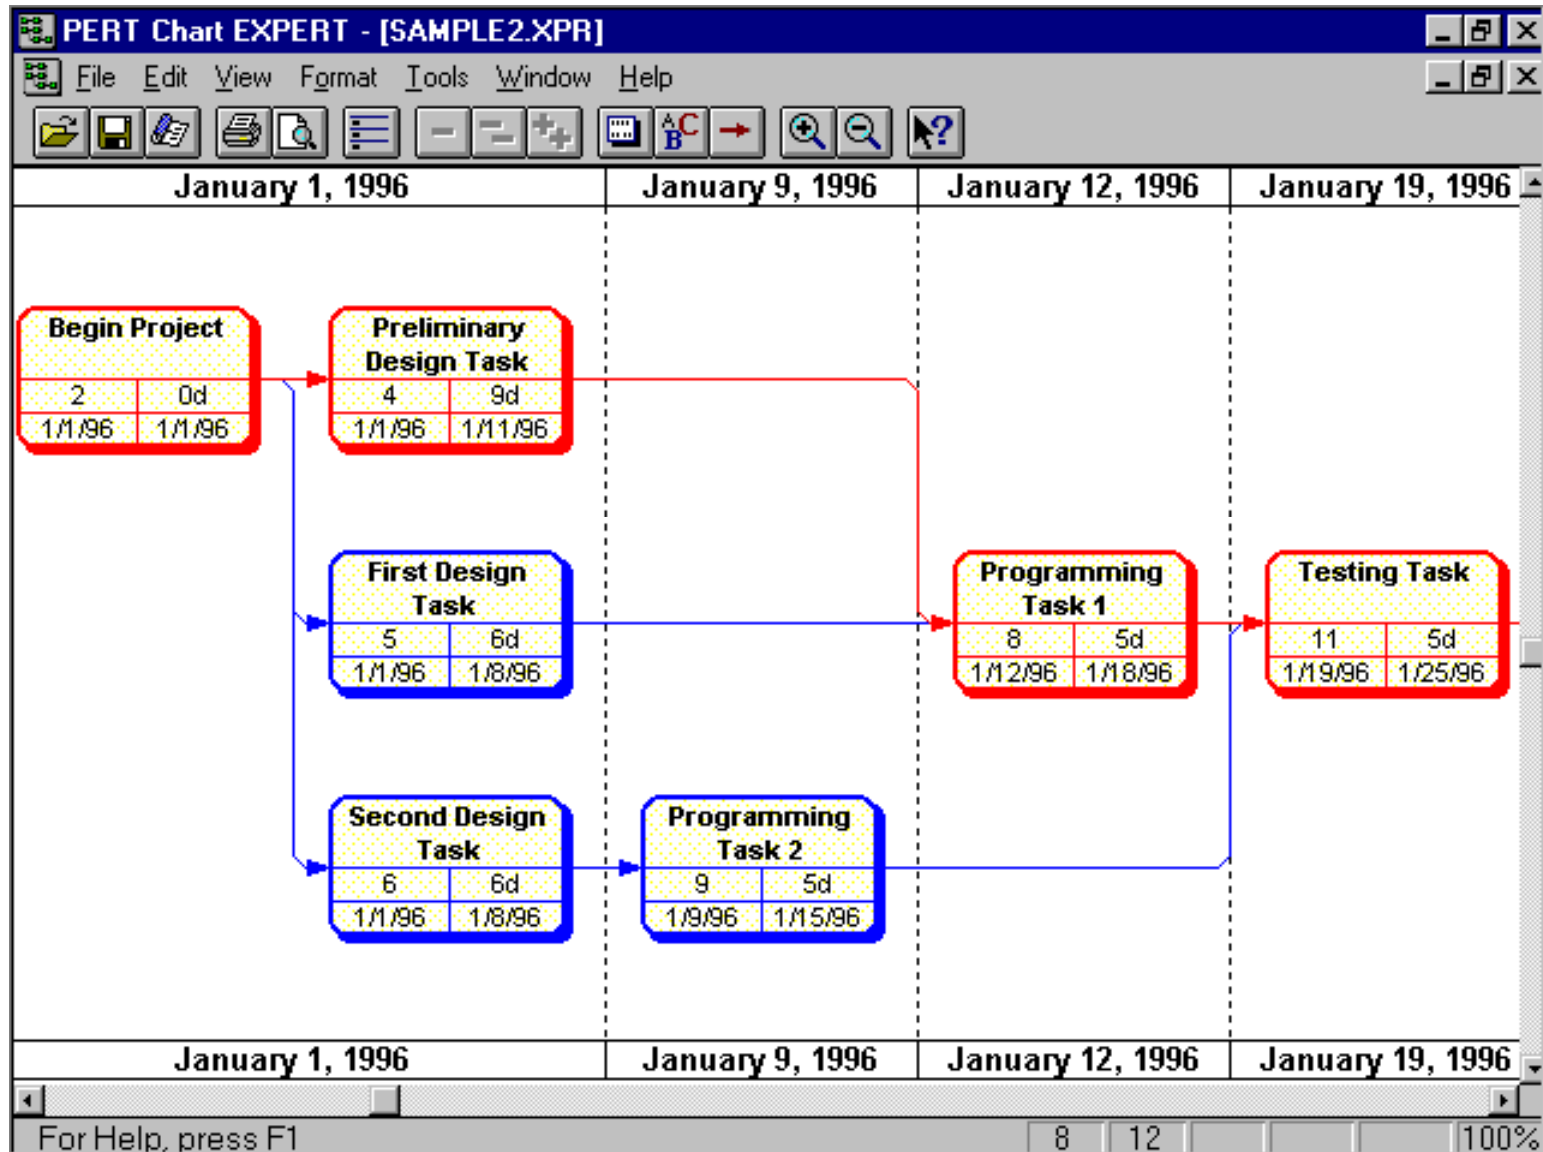 PERT Chart EXPERT - [SAMPLE2.XPR]
File Edit View Format Tools Window Help
A B C
?
January 1, 1996 January 9, 1996 January 12, 1996 January 19, 1996
Begin Project
2 0d
1/1/96 1/1/96
Preliminary
Design Task
4 9d
1/1/96 1/11/96
First Design
Task
5 6d
1/1/96 1/8/96
Programming
Task 1
8 5d
1/12/96 1/18/96
Testing Task
11 5d
1/19/96 1/25/96
Second Design
Task
6 6d
1/1/96 1/8/96
Programming
Task 2
9 5d
1/9/96 1/15/96
January 1, 1996 January 9, 1996 January 12, 1996 January 19, 1996
For Help, press F1 8 12 100%